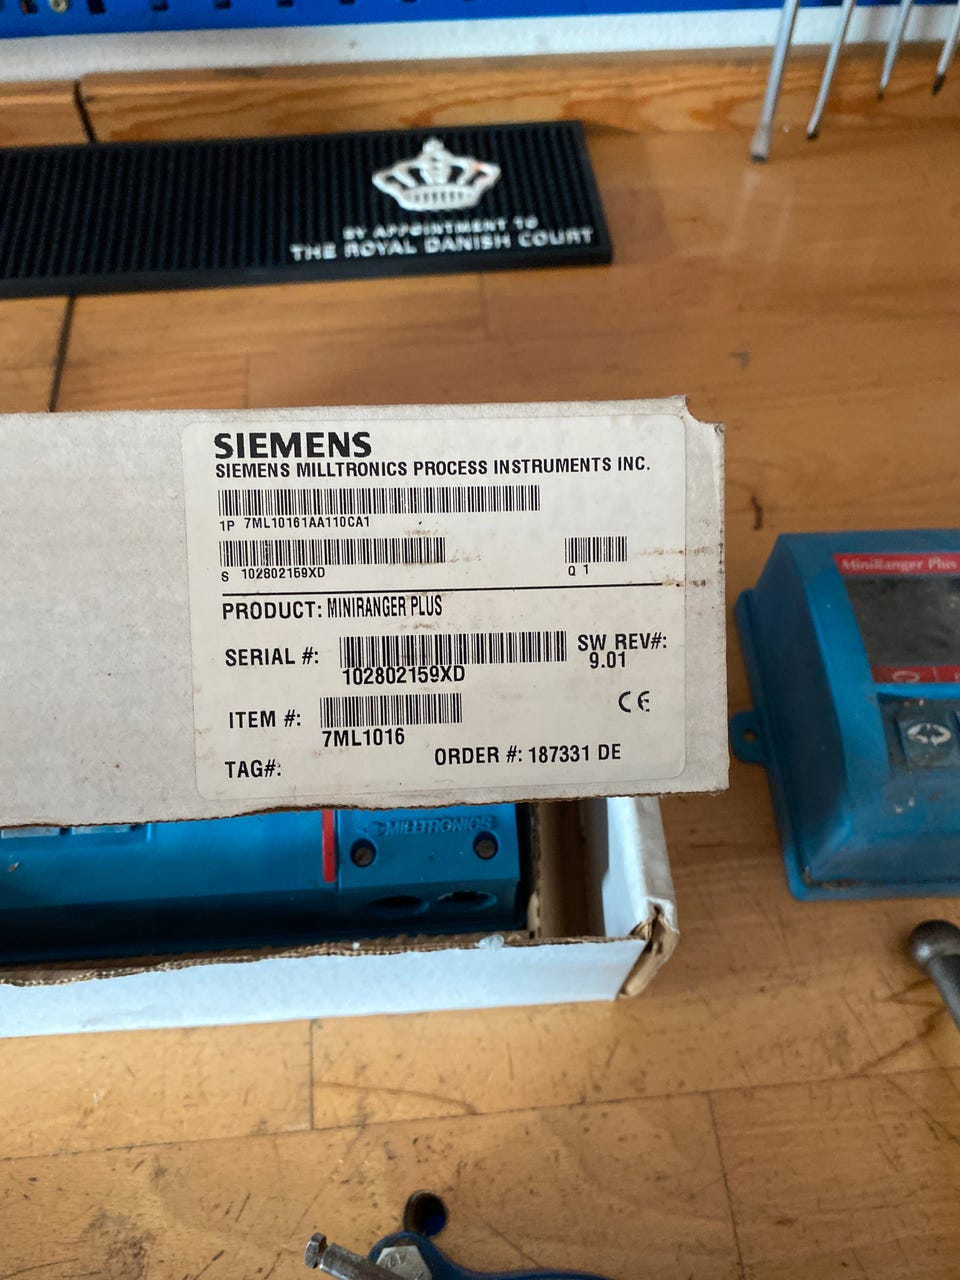 BY APPOINTMENT TO
THE ROYAL DANISH COURT
SIEMENS
SIEMENS MILLTRONICS PROCESS INSTRUMENTS INC.
1P 7ML10161AA110CA1
S 102802159XD
Q 1
PRODUCT: MINIRANGER PLUS
SERIAL #:
102802159XD
SW REV#:
9.01
ITEM #:
7ML1016
CE
TAG#:
ORDER #: 187331 DE
MiniRanger Plus
MILLTRONICS